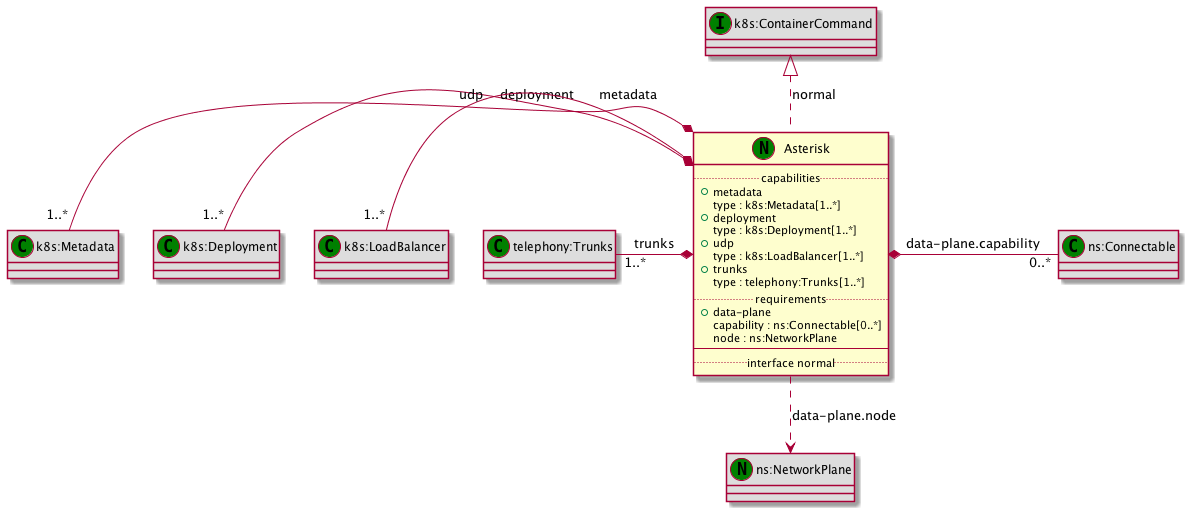 I k8s:ContainerCommand
normal
udp deployment metadata
N Asterisk
capabilities
metadata
type : k8s:Metadata[1..*]
deployment
type : k8s:Deployment[1..*]
udp
type : k8s:LoadBalancer[1..*]
trunks
type : telephony:Trunks[1..*]
requirements
data-plane
capability : ns:Connectable[0..*]
node : ns:NetworkPlane
interface normal
1..*
C k8s:Metadata
1..*
C k8s:Deployment
1..*
C k8s:LoadBalancer
C telephony:Trunks
trunks
1..*
data-plane.capability
0..*
C ns:Connectable
data-plane.node
N ns:NetworkPlane